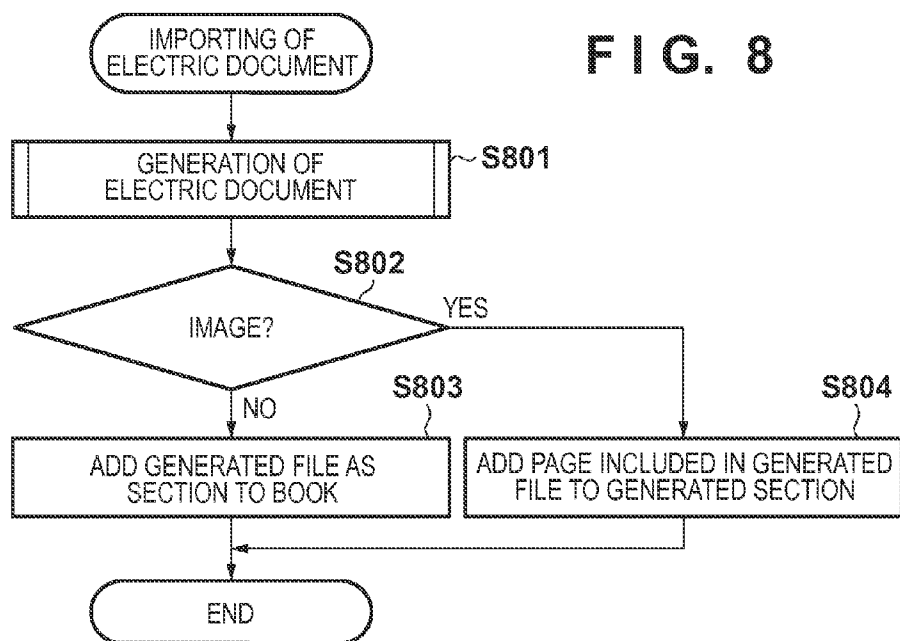 IMPORTING OF
ELECTRIC DOCUMENT
FIG. 8
GENERATION OF
ELECTRIC DOCUMENT
S801
S802
IMAGE?
YES
NO
S803
ADD GENERATED FILE AS
SECTION TO BOOK
S804
ADD PAGE INCLUDED IN GENERATED
FILE TO GENERATED SECTION
END